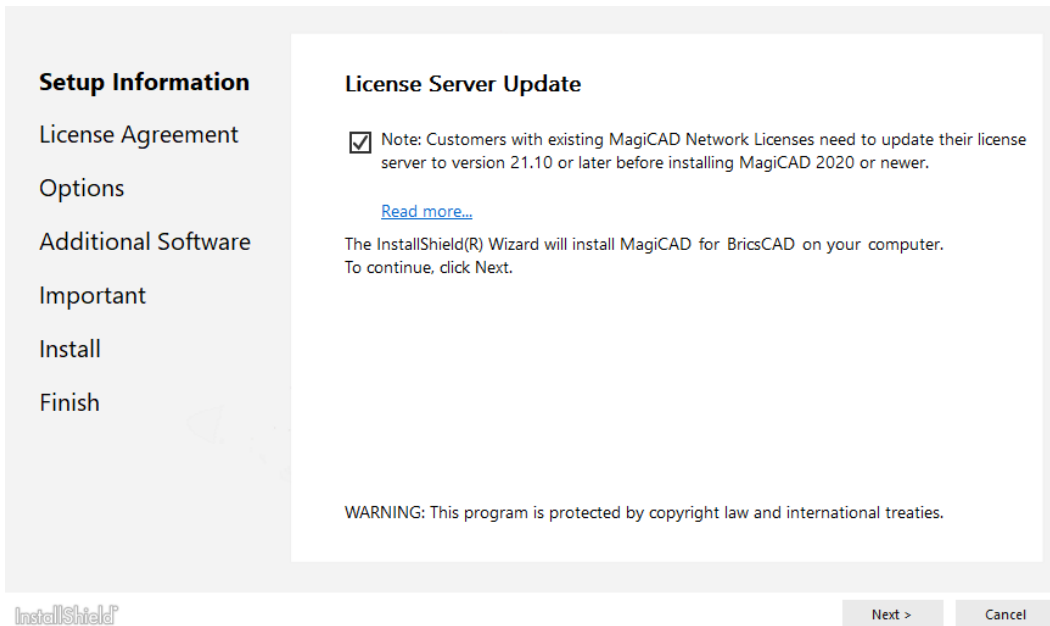 Setup Information
License Agreement
Options
Additional Software
Important
Install
Finish
License Server Update
Note: Customers with existing MagiCAD Network Licenses need to update their license
server to version 21.10 or later before installing MagiCAD 2020 or newer.
Read more...
The InstallShield(R) Wizard will install MagiCAD for BricsCAD on your computer.
To continue, click Next.
WARNING: This program is protected by copyright law and international treaties.
InstallShield
Next >
Cancel